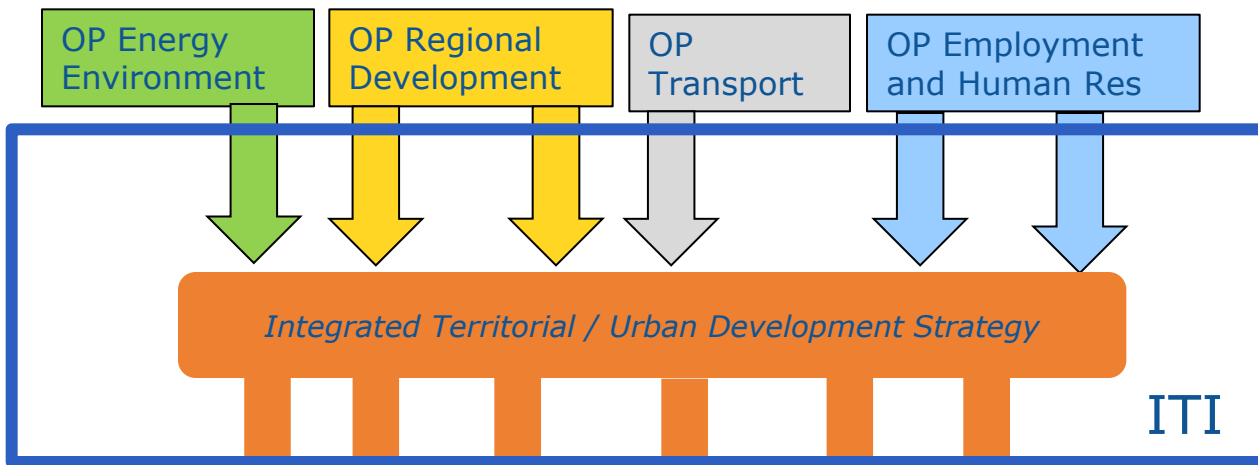 OP Energy
Environment
OP Regional
Development
OP
Transport
OP Employment
and Human Res
Integrated Territorial / Urban Development Strategy
ITI